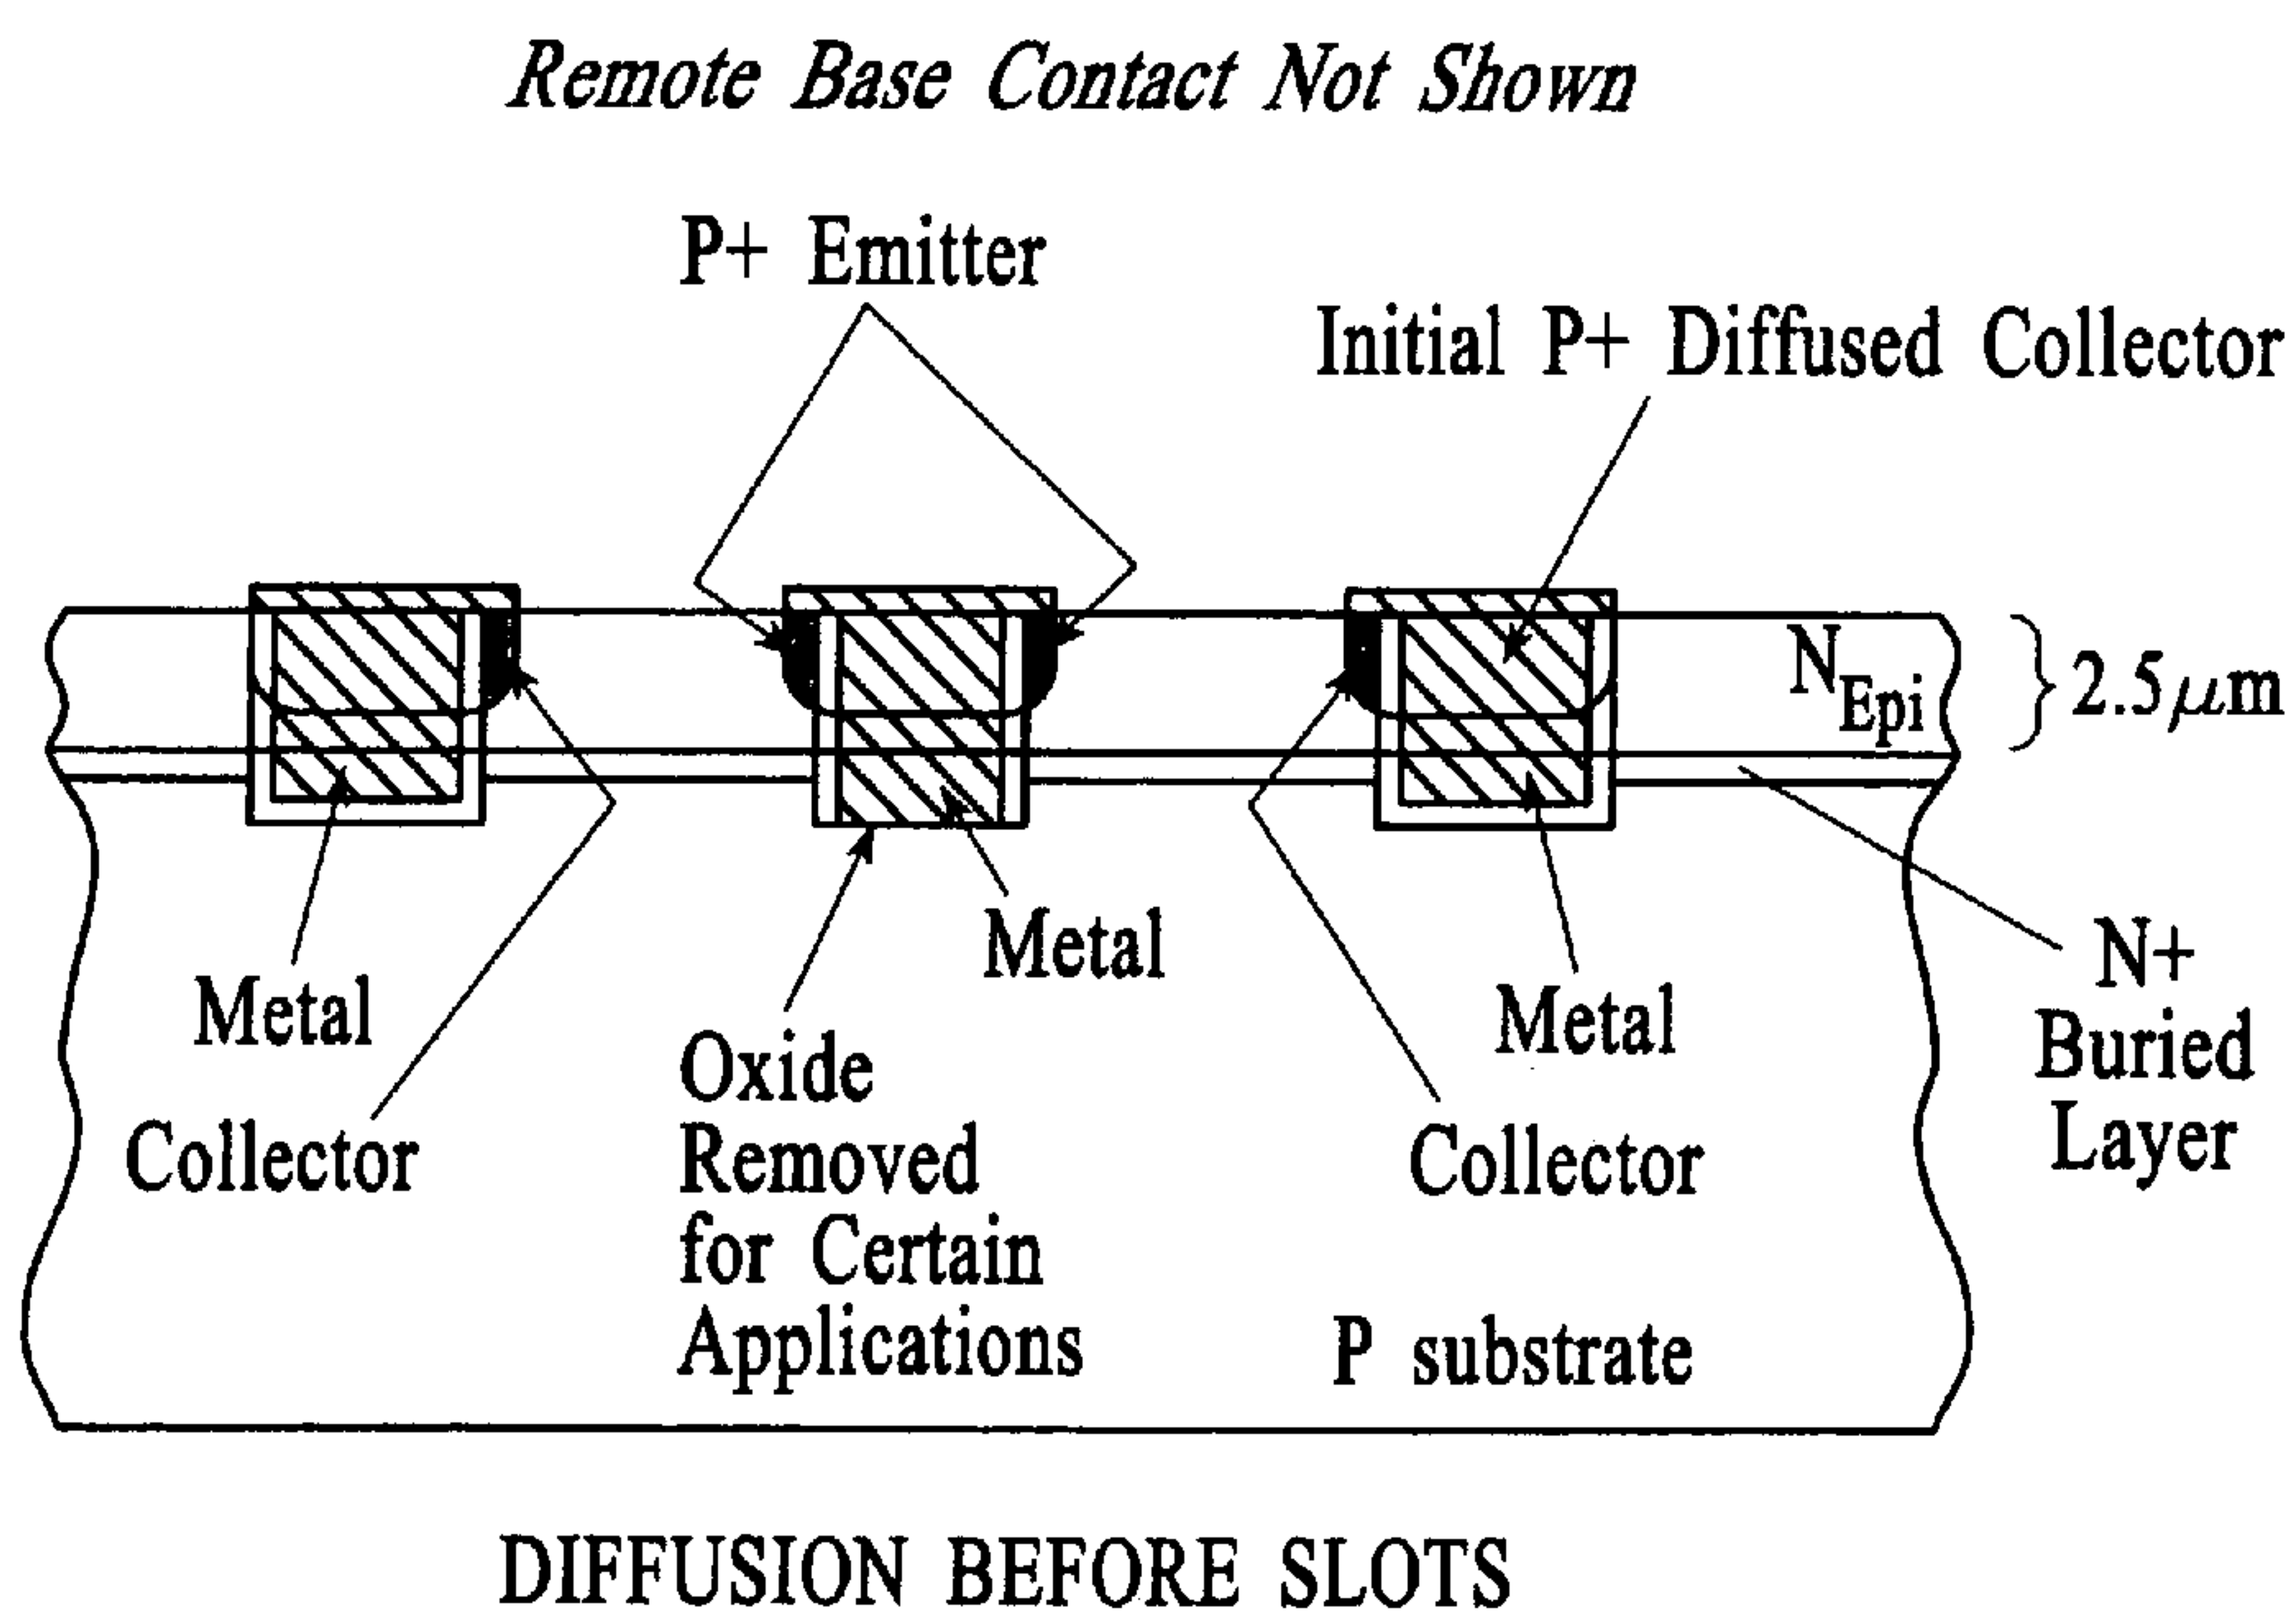 Remote Base Contact Not Shown
P+ Emitter
Initial P+ Diffused Collector
NEpi
2.5μm
Metal
Metal
Metal
N+
Buried
Layer
Collector
Oxide
Removed
for Certain
Applications
Collector
P substrate
DIFFUSION BEFORE SLOTS